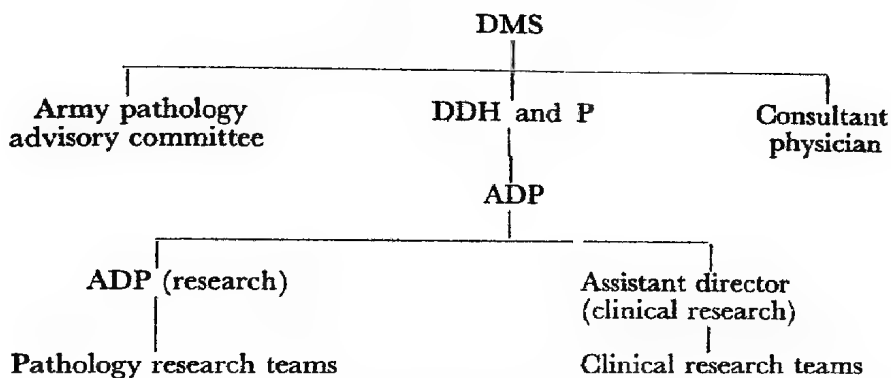 DMS
Army pathology
advisory committee
DDH and P
Consultant
physician
ADP
ADP (research)
Assistant director
(clinical research)
Pathology research teams
Clinical research teams